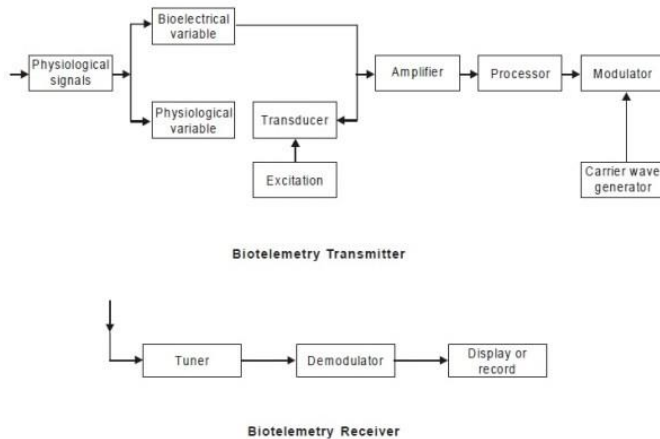 Bioelectrical
variable
Physiological
signals
Amplifier
Processor
Modulator
Physiological
variable
Transducer
Excitation
Carrier wave
generator
Biotelemetry Transmitter
Tuner
Demodulator
Display or
record
Biotelemetry Receiver